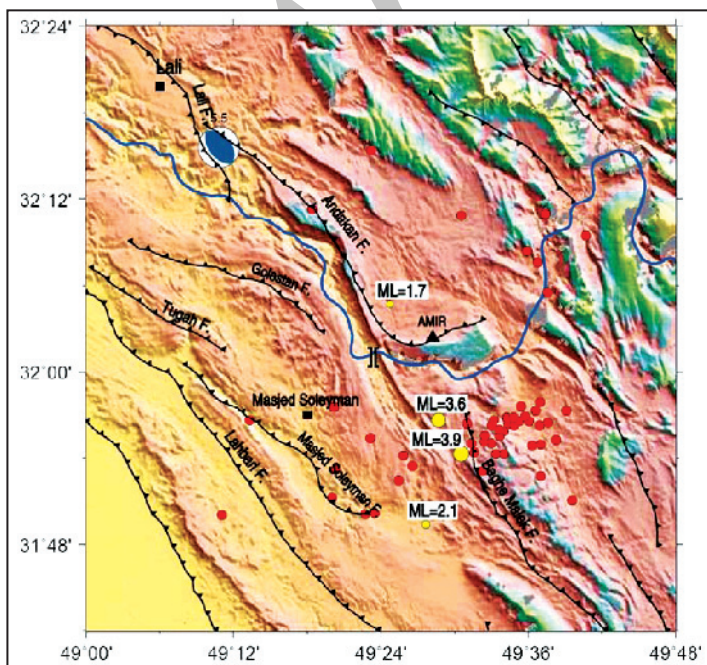 32°24'
Lali
Lali F.
5.5
32°12'
Andakan F.
Golestan F.
ML=1.7
Tugah F.
AMIR
][
32°00'
Masjed Soleyman
ML=3.6
ML=3.9
Lahbari F.
Masjed Soleyman F.
Baghe Malek F.
ML=2.1
31°48'
49°00'
49°12'
49°24'
49°36'
49°48'